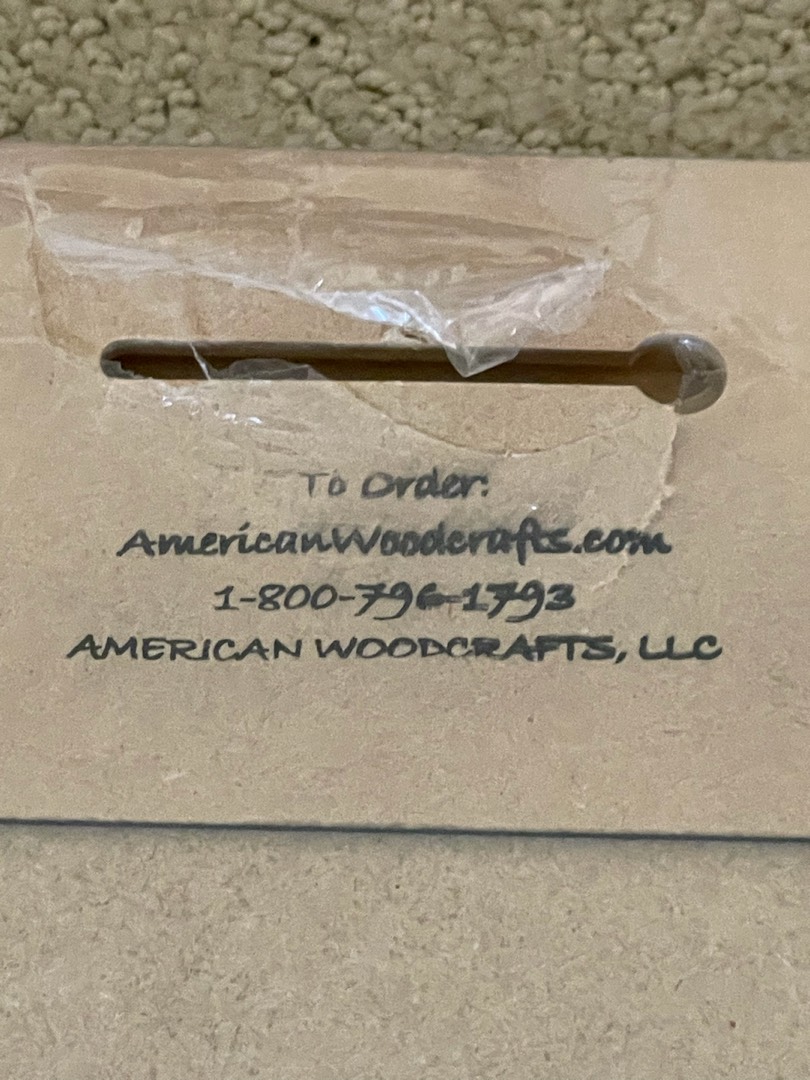 To Order:
AmericanWoodcrafts.com
1-800-796-1793
AMERICAN WOODCRAFTS, LLC